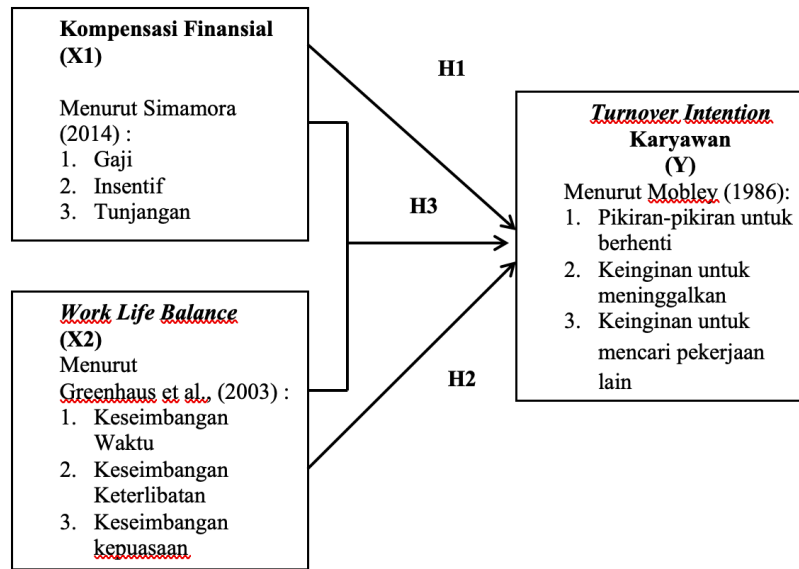 Kompensasi Finansial
(X1)
Menurut Simamora
(2014) :
1. Gaji
2. Insentif
3. Tunjangan
H1
H3
H2
Work Life Balance
(X2)
Menurut
Greenhaus et al., (2003) :
1. Keseimbangan
Waktu
2. Keseimbangan
Keterlibatan
3. Keseimbangan
kepuasaan
Turnover Intention
Karyawan
(Y)
Menurut Mobley (1986):
1. Pikiran-pikiran untuk
berhenti
2. Keinginan untuk
meninggalkan
3. Keinginan untuk
mencari pekerjaan
lain